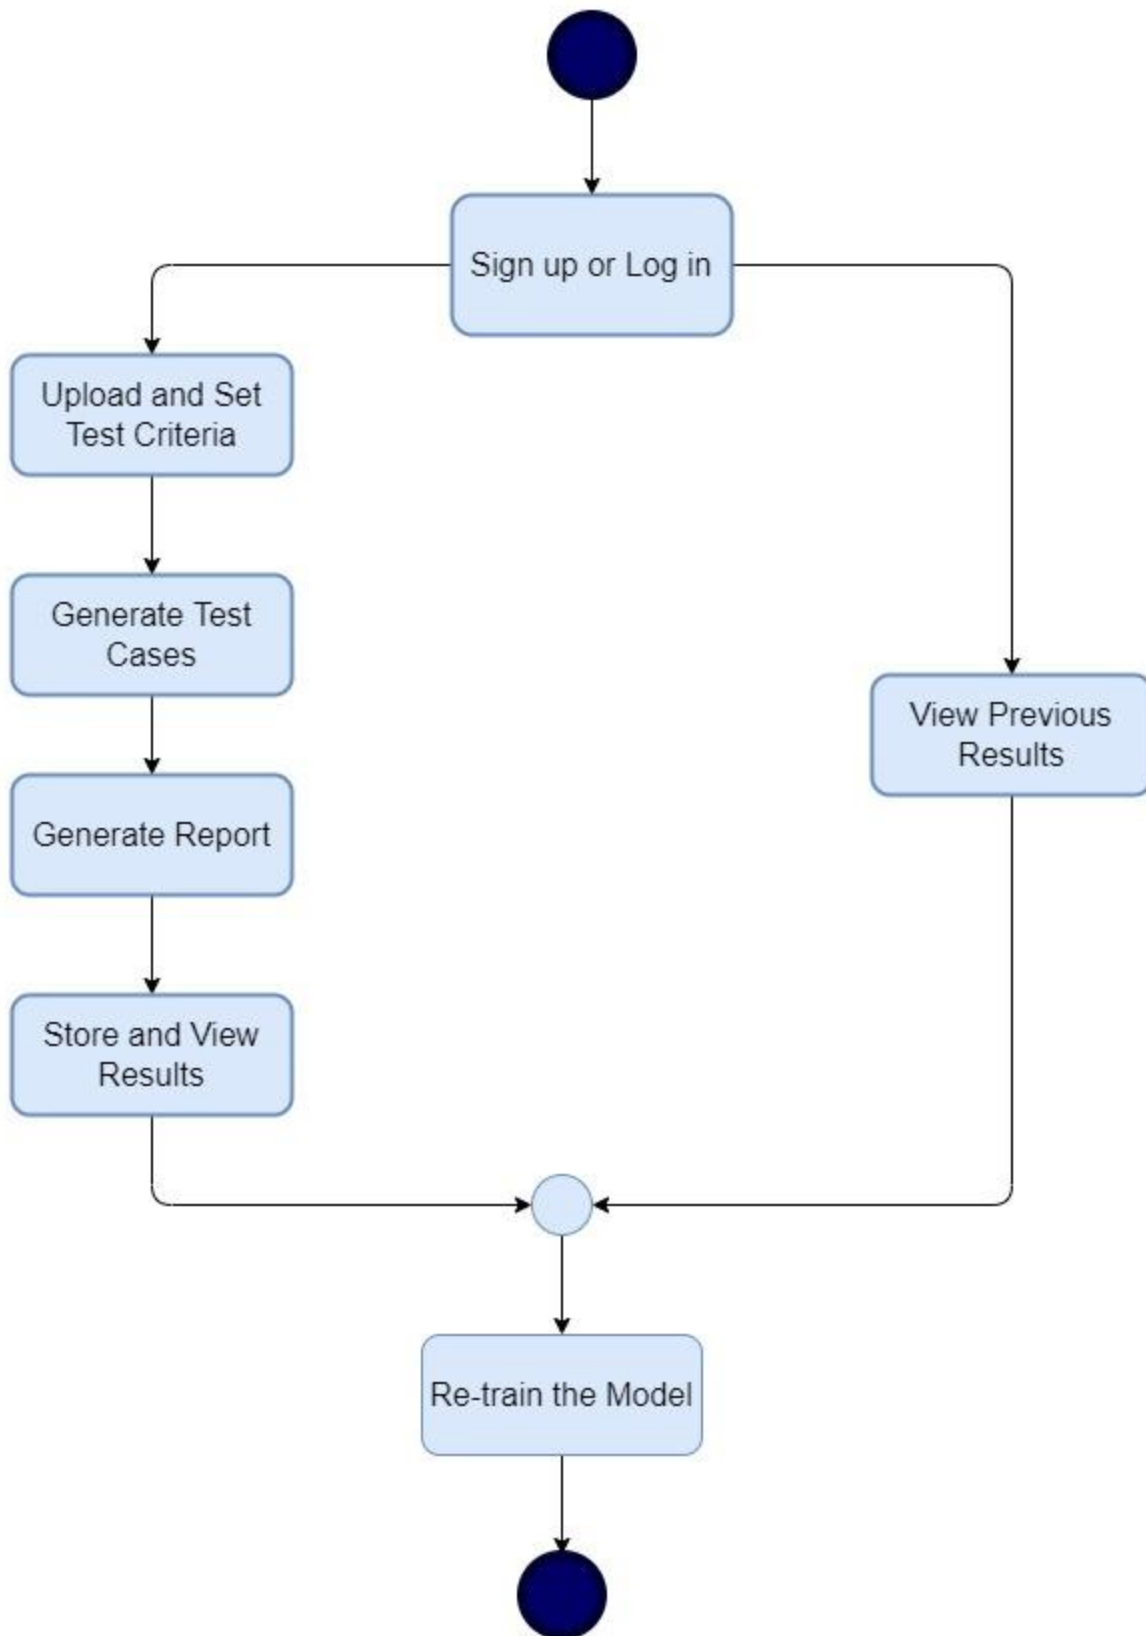 Sign up or Log in
Upload and Set
Test Criteria
Generate Test
Cases
View Previous
Results
Generate Report
Store and View
Results
Re-train the Model